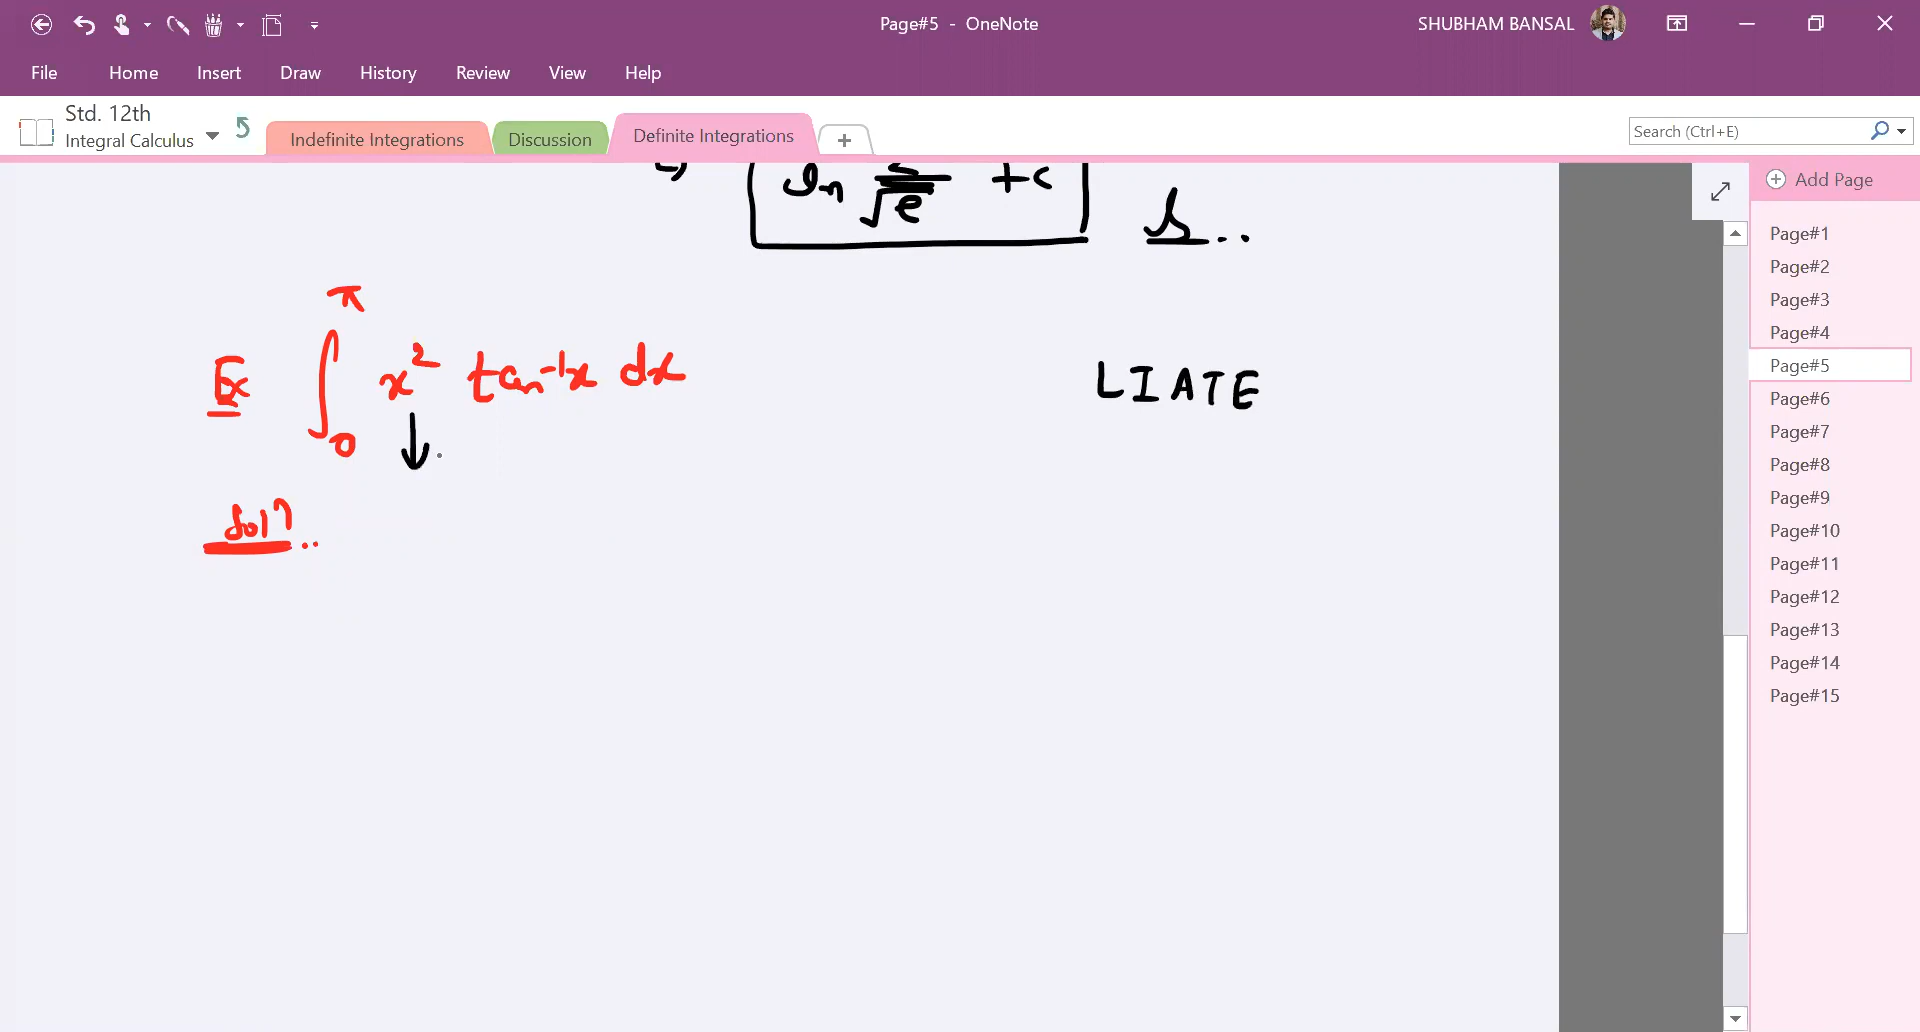 Page#5 - OneNote
SHUBHAM BANSAL
File Home Insert Draw History Review View Help
Std. 12th
Integral Calculus
Indefinite Integrations
Discussion
Definite Integrations
+
Search (Ctrl+E)
Add Page
Page#1
Page#2
Page#3
Page#4
Page#5
Page#6
Page#7
Page#8
Page#9
Page#10
Page#11
Page#12
Page#13
Page#14
Page#15
ln √e +c
Ex ∫₀^π x² tan⁻¹x dx
LIATE
Solⁿ..